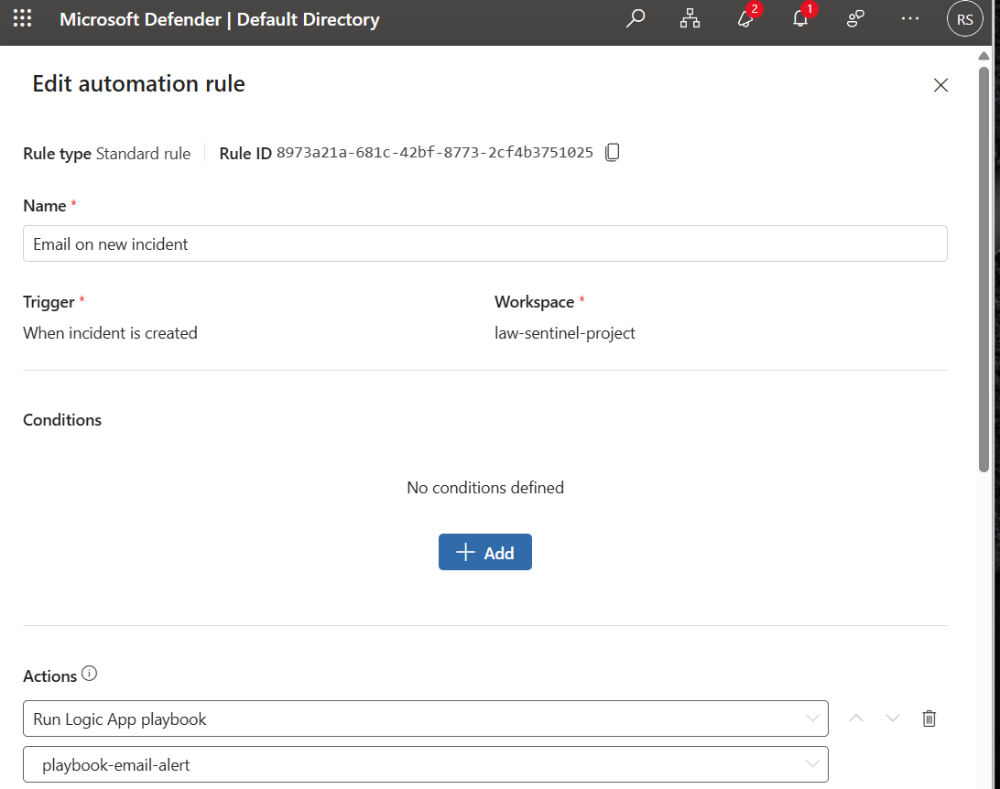 Microsoft Defender | Default Directory
2
1
RS
Edit automation rule
Rule type Standard rule Rule ID 8973a21a-681c-42bf-8773-2cf4b3751025
Name *
Email on new incident
Trigger * Workspace *
When incident is created law-sentinel-project
Conditions
No conditions defined
Add
Actions
Run Logic App playbook
playbook-email-alert